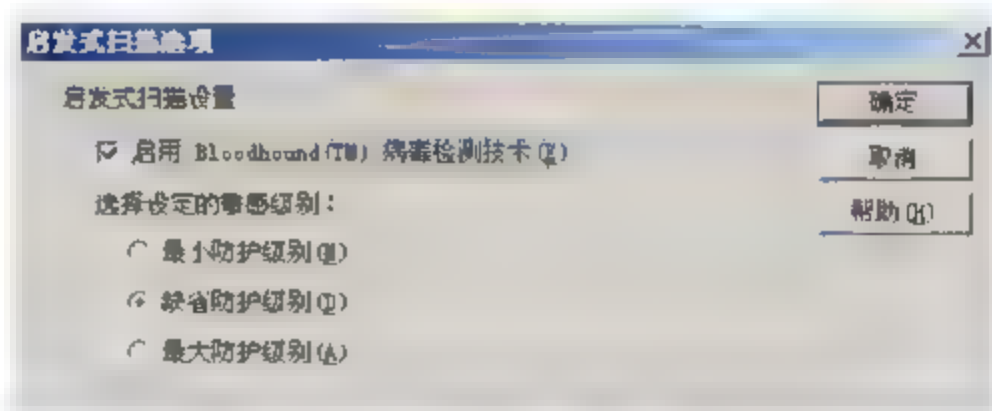 启发式扫描选项
启发式扫描设置
确定
启用 Bloodhound(TM) 病毒检测技术
取消
选择设定的敏感级别：
帮助(H)
最小防护级别(M)
缺省防护级别(D)
最大防护级别(A)